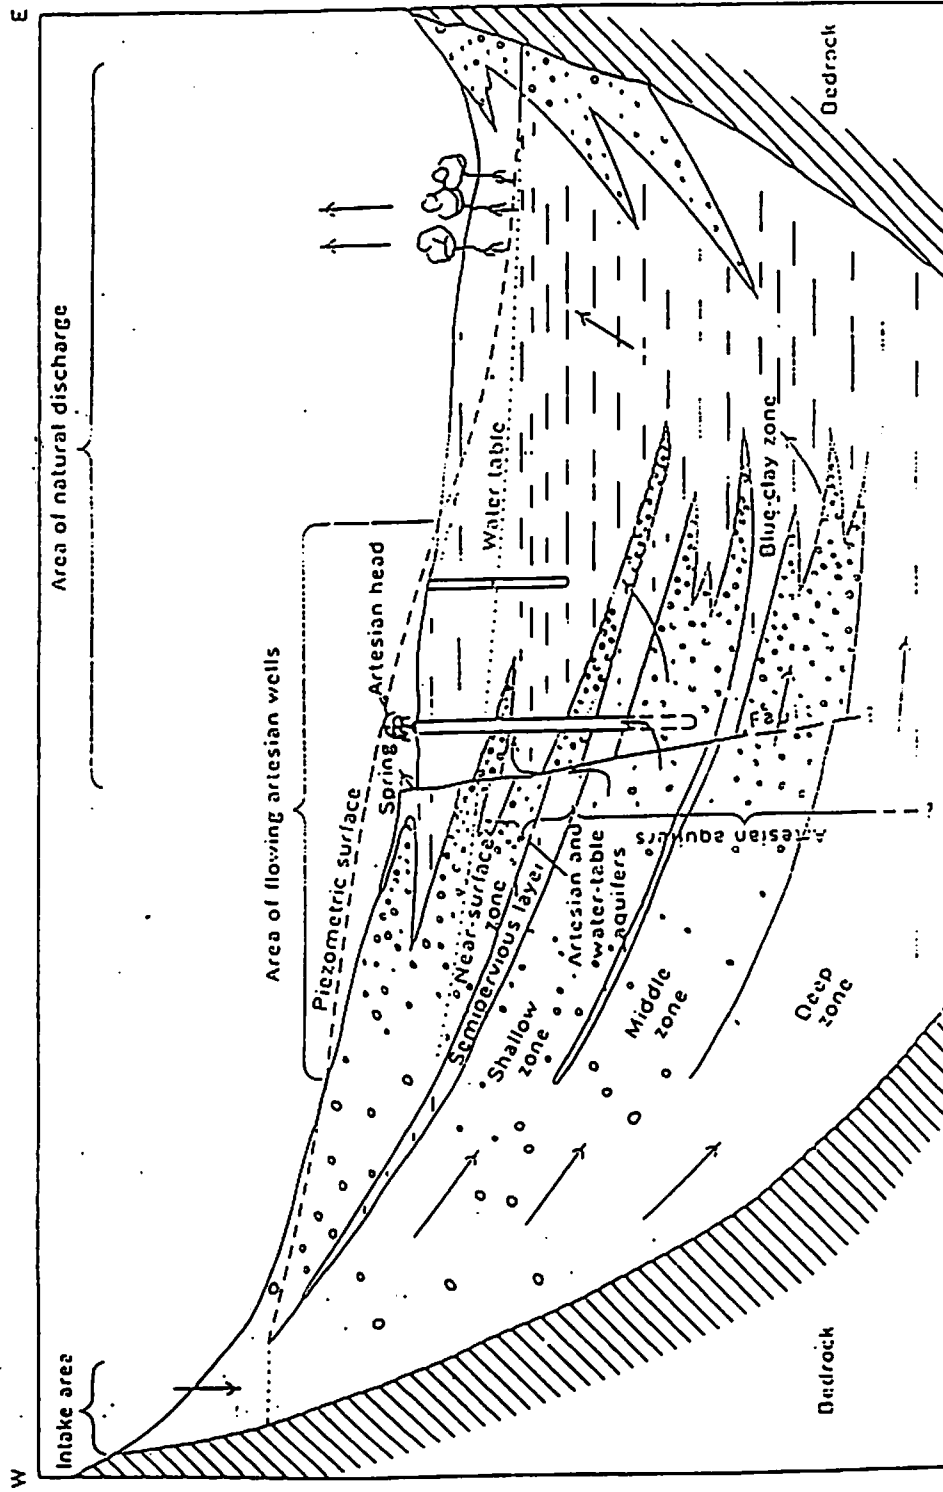 W
E
Intake area
Area of natural discharge
Area of flowing artesian wells
Piezometric surface
Spring
Artesian head
Water table
Near-surface
zone
Semipervious layer
Artesian and
water-table
aquifers
Shallow
zone
Middle
zone
Deep
zone
Artesian aquifers
Blue-clay zone
Bedrock
Bedrock
?